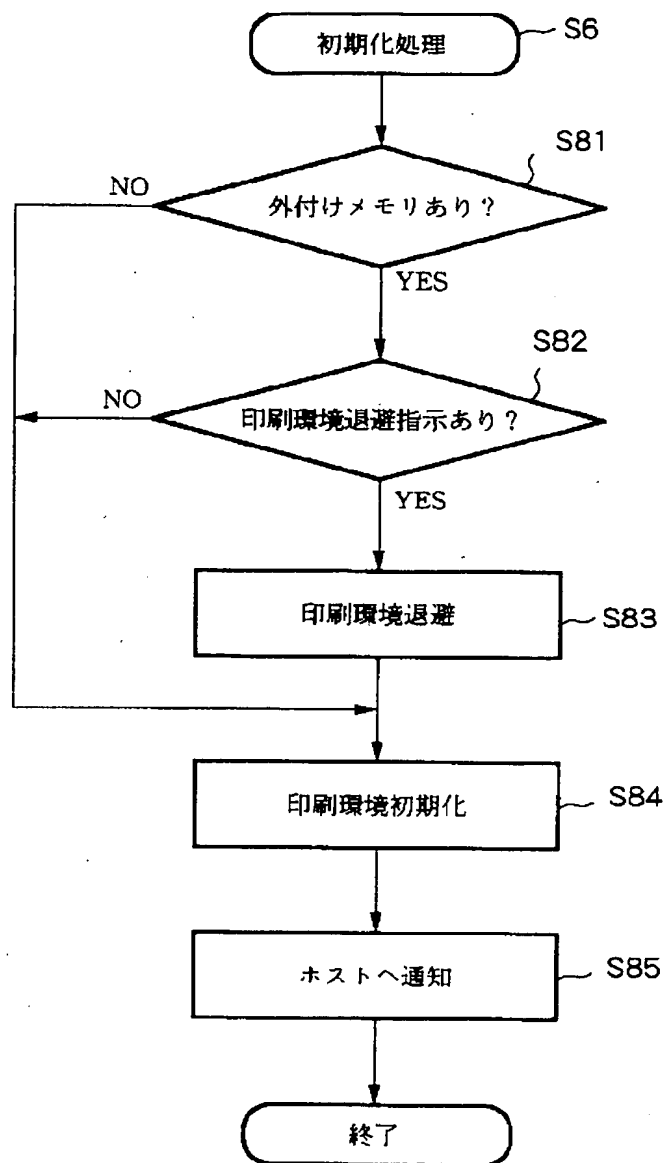 初期化処理
S6
S81
外付けメモリあり?
NO
YES
S82
印刷環境退避指示あり?
NO
YES
印刷環境退避
S83
印刷環境初期化
S84
ホストへ通知
S85
終了